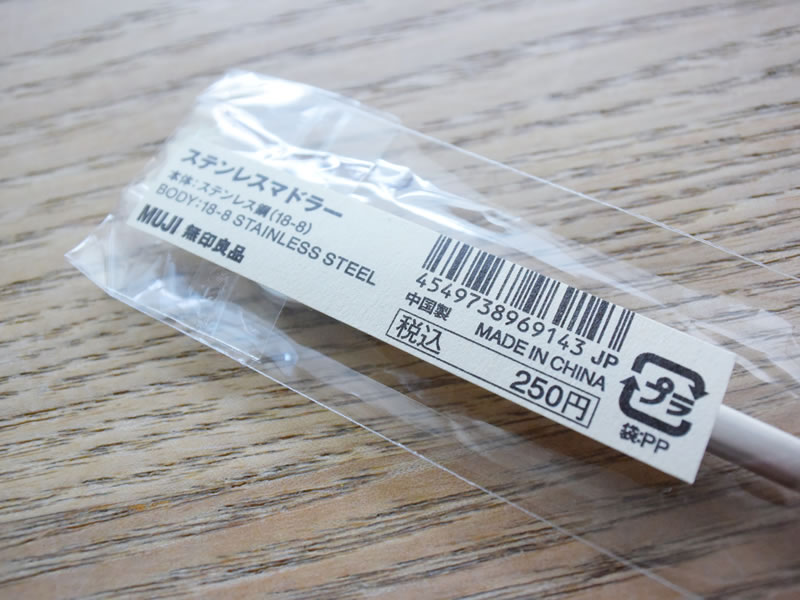 ステンレスマドラー
本体:ステンレス鋼(18-8)
BODY:18-8 STAINLESS STEEL
MUJI 無印良品
4549738969143 JP
中国製 MADE IN CHINA
税込 250円
プラ
袋:PP